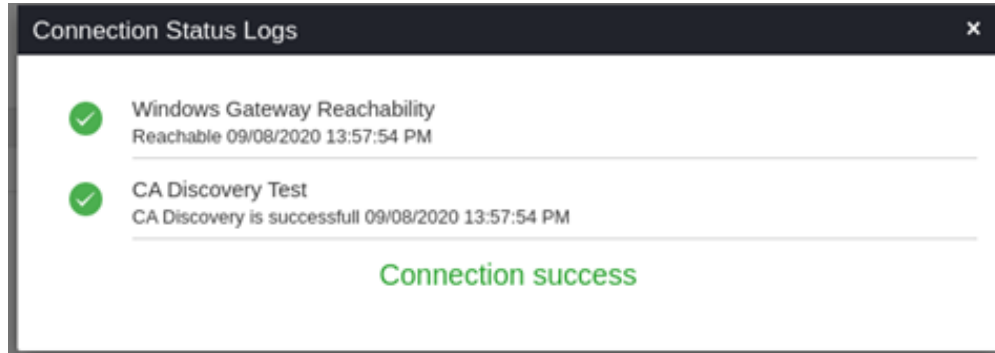 Connection Status Logs ×
Windows Gateway Reachability
Reachable 09/08/2020 13:57:54 PM
CA Discovery Test
CA Discovery is successfull 09/08/2020 13:57:54 PM
Connection success